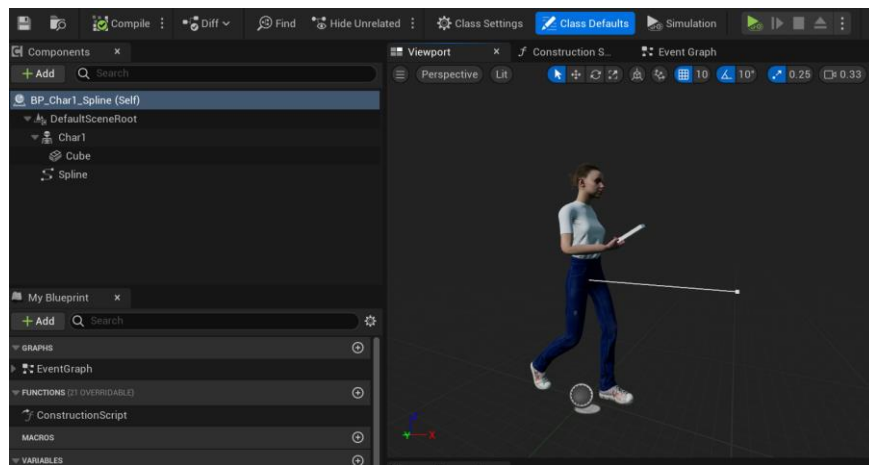 Compile Diff Find Hide Unrelated Class Settings Class Defaults Simulation
Components
+ Add Search
BP_Char1_Spline (Self)
DefaultSceneRoot
Char1
Cube
Spline
My Blueprint
+ Add Search
GRAPHS
EventGraph
FUNCTIONS (21 OVERRIDABLE)
ConstructionScript
MACROS
VARIABLES
Viewport Construction S... Event Graph
Perspective Lit 10 10° 0.25 0.33
X